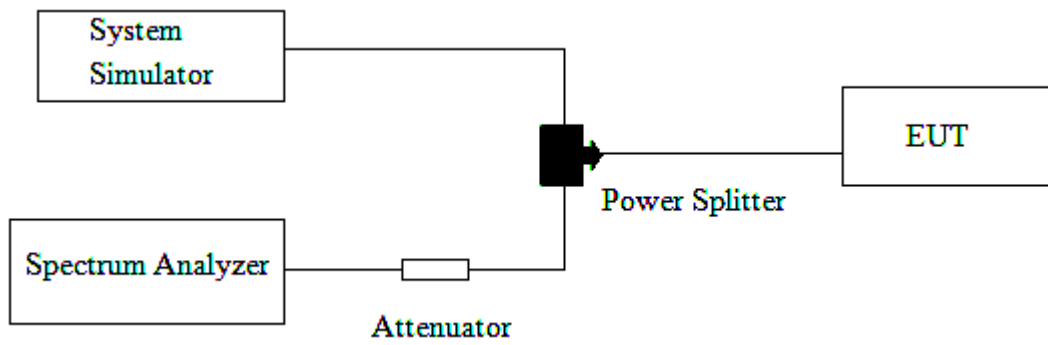 System
Simulator
EUT
Power Splitter
Spectrum Analyzer
Attenuator